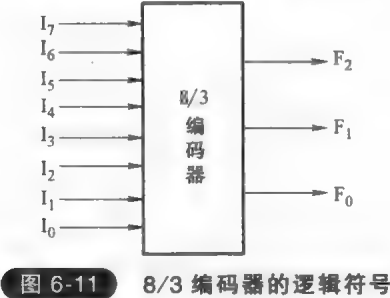 I₇
I₆
I₅
I₄
I₃
I₂
I₁
I₀
8/3
编
码
器
F₂
F₁
F₀
图 6-11 8/3 编码器的逻辑符号